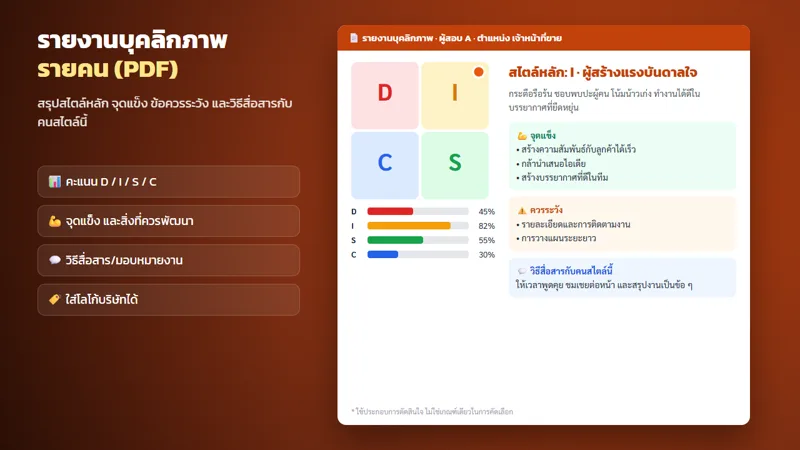 รายงานบุคลิกภาพ
รายคน (PDF)
สรุปสไตล์หลัก จุดแข็ง ข้อควรระวัง และวิธีสื่อสารกับ
คนสไตล์นี้
📊 คะแนน D / I / S / C
💪 จุดแข็ง และสิ่งที่ควรพัฒนา
💬 วิธีสื่อสาร/มอบหมายงาน
🏷️ ใส่โลโก้บริษัทได้
📄 รายงานบุคลิกภาพ · ผู้สอบ A · ตำแหน่ง เจ้าหน้าที่ขาย
D
I
C
S
D 45%
I 82%
S 55%
C 30%
สไตล์หลัก: I · ผู้สร้างแรงบันดาลใจ
กระตือรือร้น ชอบพบปะผู้คน โน้มน้าวเก่ง ทำงานได้ดีใน
บรรยากาศที่ยืดหยุ่น
💪 จุดแข็ง
• สร้างความสัมพันธ์กับลูกค้าได้เร็ว
• กล้านำเสนอไอเดีย
• สร้างบรรยากาศที่ดีในทีม
⚠️ ควรระวัง
• รายละเอียดและการติดตามงาน
• การวางแผนระยะยาว
💬 วิธีสื่อสารกับคนสไตล์นี้
ให้เวลาพูดคุย ชมเชยต่อหน้า และสรุปงานเป็นข้อ ๆ
* ใช้ประกอบการตัดสินใจ ไม่ใช่เกณฑ์เดียวในการคัดเลือก